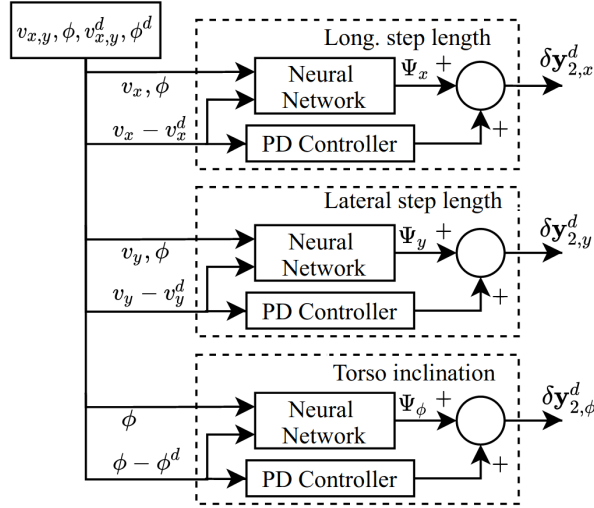 v_{x,y}, ϕ, v^d_{x,y}, ϕ^d
Long. step length
v_x, ϕ
Neural
Network
Ψ_x
+
δy^d_{2,x}
v_x − v^d_x
PD Controller
+
Lateral step length
v_y, ϕ
Neural
Network
Ψ_y
+
δy^d_{2,y}
v_y − v^d_y
PD Controller
+
Torso inclination
ϕ
Neural
Network
Ψ_ϕ
+
δy^d_{2,ϕ}
ϕ − ϕ^d
PD Controller
+